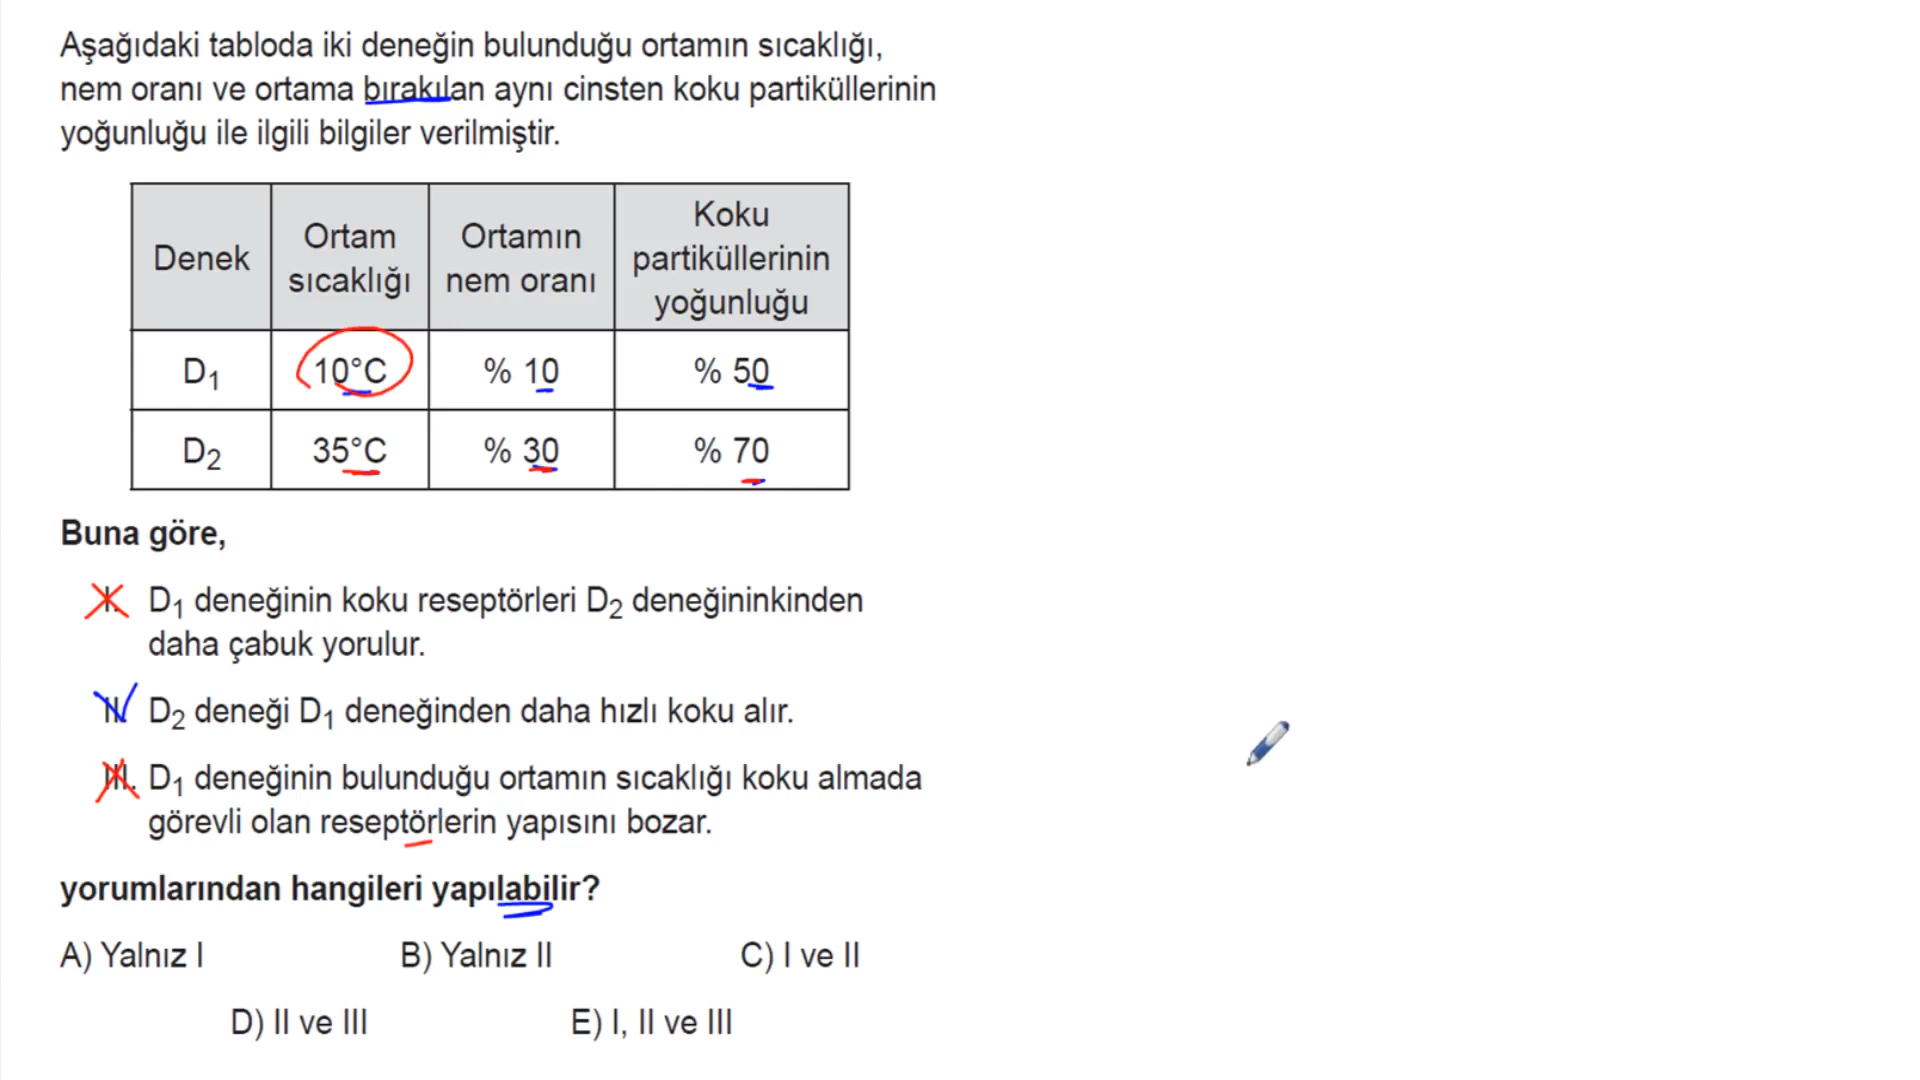 Aşağıdaki tabloda iki deneğin bulunduğu ortamın sıcaklığı,
nem oranı ve ortama bırakılan aynı cinsten koku partiküllerinin
yoğunluğu ile ilgili bilgiler verilmiştir.
Denek Ortam sıcaklığı Ortamın nem oranı Koku partiküllerinin yoğunluğu
D1 10°C % 10 % 50
D2 35°C % 30 % 70
Buna göre,
I. D1 deneğinin koku reseptörleri D2 deneğininkinden
daha çabuk yorulur.
II. D2 deneği D1 deneğinden daha hızlı koku alır.
III. D1 deneğinin bulunduğu ortamın sıcaklığı koku almada
görevli olan reseptörlerin yapısını bozar.
yorumlarından hangileri yapılabilir?
A) Yalnız I B) Yalnız II C) I ve II
D) II ve III E) I, II ve III